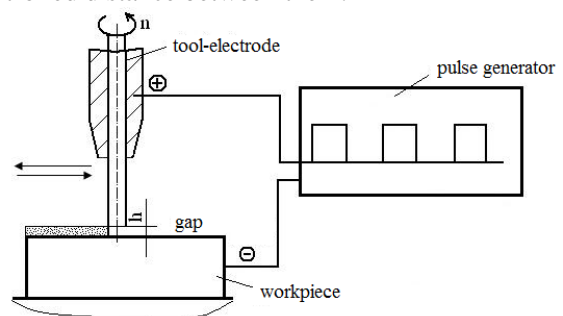 n
tool-electrode
pulse generator
⊕
h
gap
⊖
workpiece